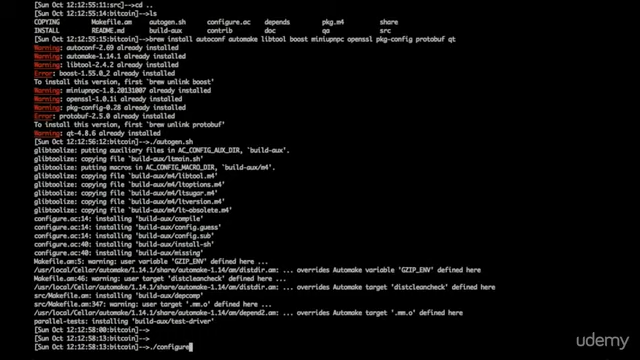 [Sun Oct 12,12:55:11:src]->cd ..
[Sun Oct 12,12:55:14:bitcoin]->ls
COPYING Makefile.am autogen.sh configure.ac depends pkg.m4 share
INSTALL README.md build-aux contrib doc qa src
[Sun Oct 12,12:55:15:bitcoin]->brew install autoconf automake libtool boost miniupnpc openssl pkg-config protobuf qt
Warning: autoconf-2.69 already installed
Warning: automake-1.14.1 already installed
Warning: libtool-2.4.2 already installed
Error: boost-1.55.0_2 already installed
To install this version, first `brew unlink boost`
Warning: miniupnpc-1.8.20131007 already installed
Warning: openssl-1.0.1i already installed
Warning: pkg-config-0.28 already installed
Error: protobuf-2.5.0 already installed
To install this version, first `brew unlink protobuf`
Warning: qt-4.8.6 already installed
[Sun Oct 12,12:56:12:bitcoin]->./autogen.sh
glibtoolize: putting auxiliary files in AC_CONFIG_AUX_DIR, `build-aux'.
glibtoolize: copying file `build-aux/ltmain.sh'
glibtoolize: putting macros in AC_CONFIG_MACRO_DIR, `build-aux/m4'.
glibtoolize: copying file `build-aux/m4/libtool.m4'
glibtoolize: copying file `build-aux/m4/ltoptions.m4'
glibtoolize: copying file `build-aux/m4/ltsugar.m4'
glibtoolize: copying file `build-aux/m4/ltversion.m4'
glibtoolize: copying file `build-aux/m4/lt~obsolete.m4'
configure.ac:14: installing 'build-aux/compile'
configure.ac:14: installing 'build-aux/config.guess'
configure.ac:14: installing 'build-aux/config.sub'
configure.ac:40: installing 'build-aux/install-sh'
configure.ac:40: installing 'build-aux/missing'
Makefile.am:5: warning: user variable 'GZIP_ENV' defined here ...
/usr/local/Cellar/automake/1.14.1/share/automake-1.14/am/distdir.am: ... overrides Automake variable 'GZIP_ENV' defined here
Makefile.am:46: warning: user target 'distcleancheck' defined here ...
/usr/local/Cellar/automake/1.14.1/share/automake-1.14/am/distdir.am: ... overrides Automake target 'distcleancheck' defined here
src/Makefile.am: installing 'build-aux/depcomp'
src/Makefile.am:347: warning: user target '.mm.o' defined here ...
/usr/local/Cellar/automake/1.14.1/share/automake-1.14/am/depend2.am: ... overrides Automake target '.mm.o' defined here
parallel-tests: installing 'build-aux/test-driver'
[Sun Oct 12,12:58:00:bitcoin]->
[Sun Oct 12,12:58:13:bitcoin]->
[Sun Oct 12,12:58:13:bitcoin]->./configure
udemy